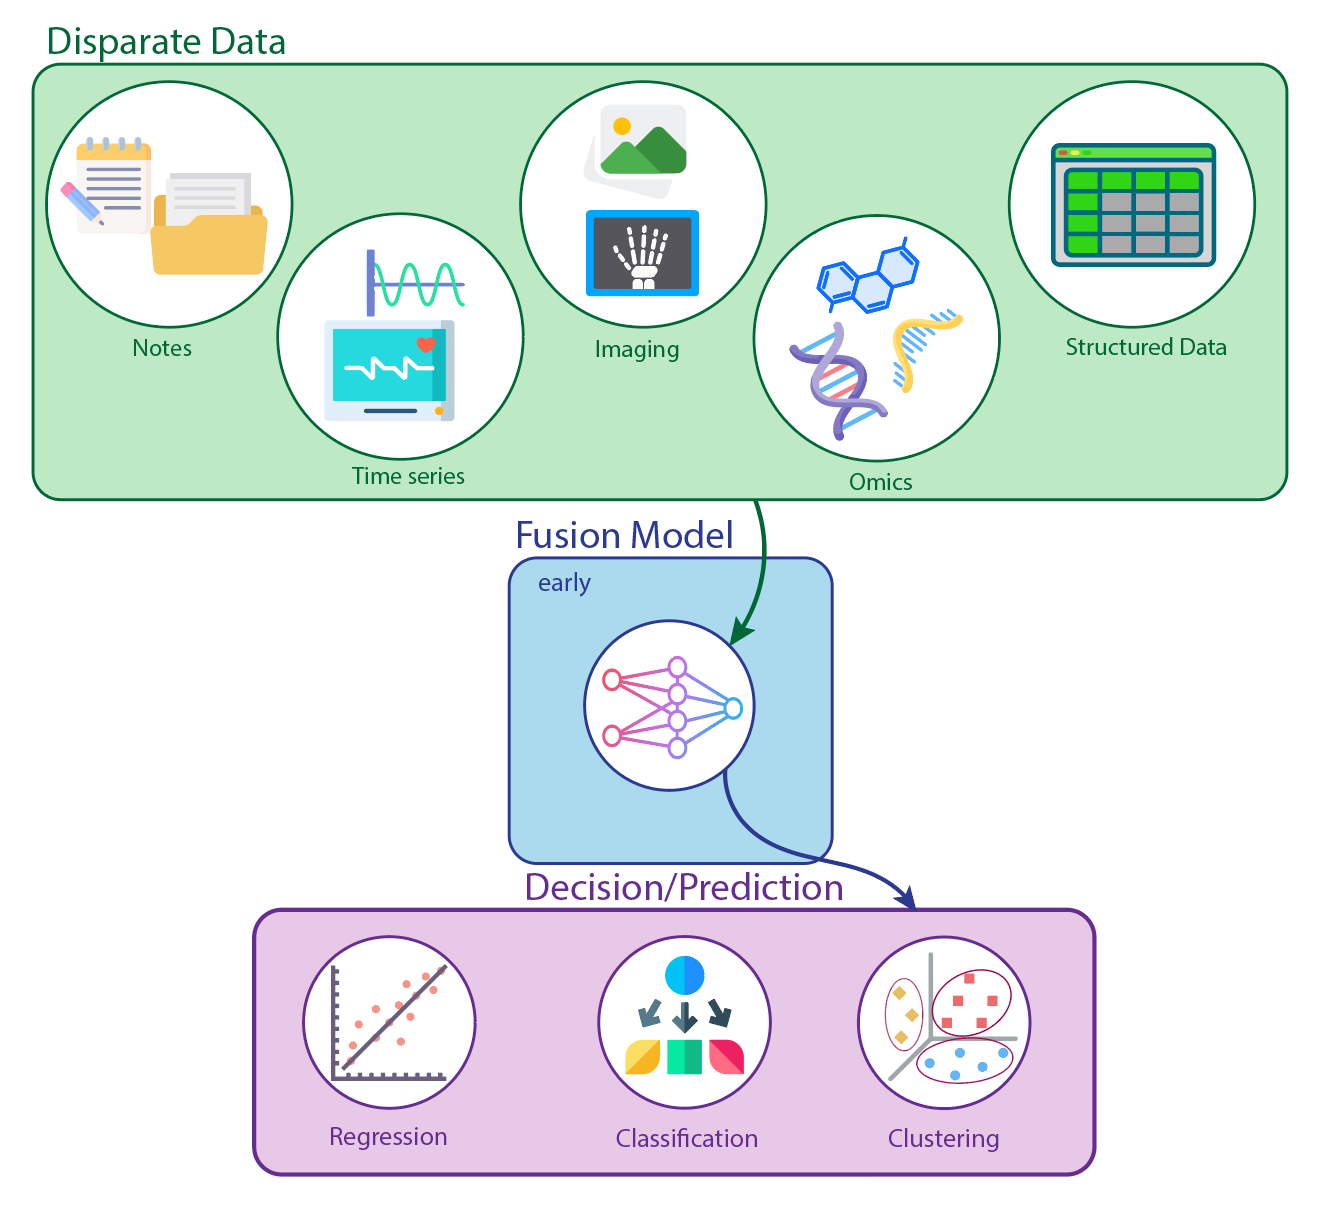 Disparate Data
Notes
Time series
Imaging
Omics
Structured Data
Fusion Model
early
Decision/Prediction
Regression
Classification
Clustering